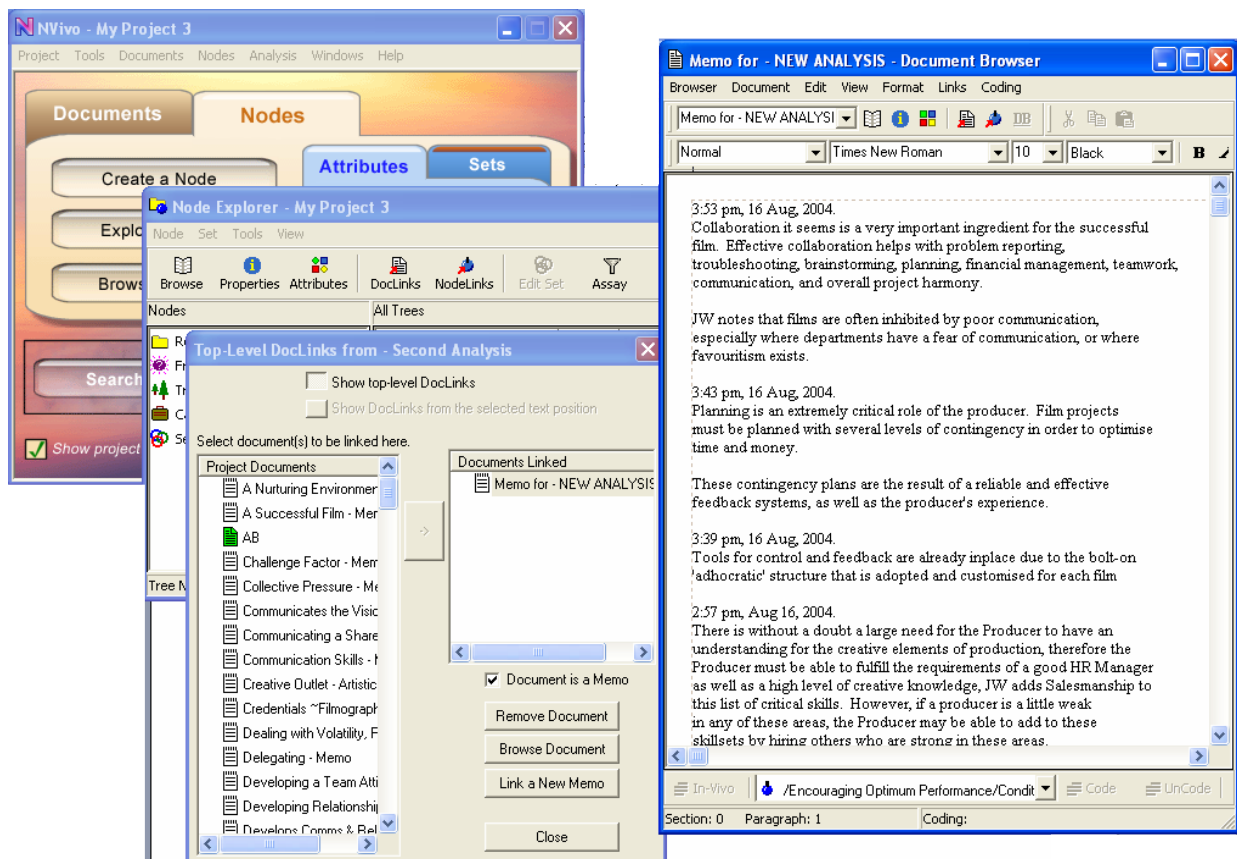 NVivo - My Project 3
Project Tools Documents Nodes Analysis Windows Help
Documents Nodes
Attributes Sets
Create a Node
Search
Show project
Node Explorer - My Project 3
Node Set Tools View
Browse Properties Attributes DocLinks NodeLinks Edit Set Assay
Nodes All Trees
Top-Level DocLinks from - Second Analysis
Show top-level DocLinks
Show DocLinks from the selected text position
Select document(s) to be linked here.
Project Documents
A Nurturing Environmer
A Successful Film - Mer
AB
Challenge Factor - Mem
Collective Pressure - Me
Communicates the Visic
Communicating a Share
Communication Skills - M
Creative Outlet - Artistic
Credentials ~Filmograph
Dealing with Volatility, F
Delegating - Memo
Developing a Team Atti
Developing Relationship
Develops Comms & Rel
->
Documents Linked
Memo for - NEW ANALYSIS
Document is a Memo
Remove Document
Browse Document
Link a New Memo
Close
Memo for - NEW ANALYSIS - Document Browser
Browser Document Edit View Format Links Coding
Memo for - NEW ANALYSI DB
Normal Times New Roman 10 Black B
3:53 pm, 16 Aug, 2004.
Collaboration it seems is a very important ingredient for the successful
film. Effective collaboration helps with problem reporting,
troubleshooting, brainstorming, planning, financial management, teamwork,
communication, and overall project harmony.
JW notes that films are often inhibited by poor communication,
especially where departments have a fear of communication, or where
favouritism exists.
3:43 pm, 16 Aug, 2004.
Planning is an extremely critical role of the producer. Film projects
must be planned with several levels of contingency in order to optimise
time and money.
These contingency plans are the result of a reliable and effective
feedback systems, as well as the producer's experience.
3:39 pm, 16 Aug, 2004.
Tools for control and feedback are already inplace due to the bolt-on
'adhocratic' structure that is adopted and customised for each film
2:57 pm, Aug 16, 2004.
There is without a doubt a large need for the Producer to have an
understanding for the creative elements of production, therefore the
Producer must be able to fulfill the requirements of a good HR Manager
as well as a high level of creative knowledge, JW adds Salesmanship to
this list of critical skills. However, if a producer is a little weak
in any of these areas, the Producer may be able to add to these
skillsets by hiring others who are strong in these areas.
In-Vivo /Encouraging Optimum Performance/Condit Code UnCode
Section: 0 Paragraph: 1 Coding: